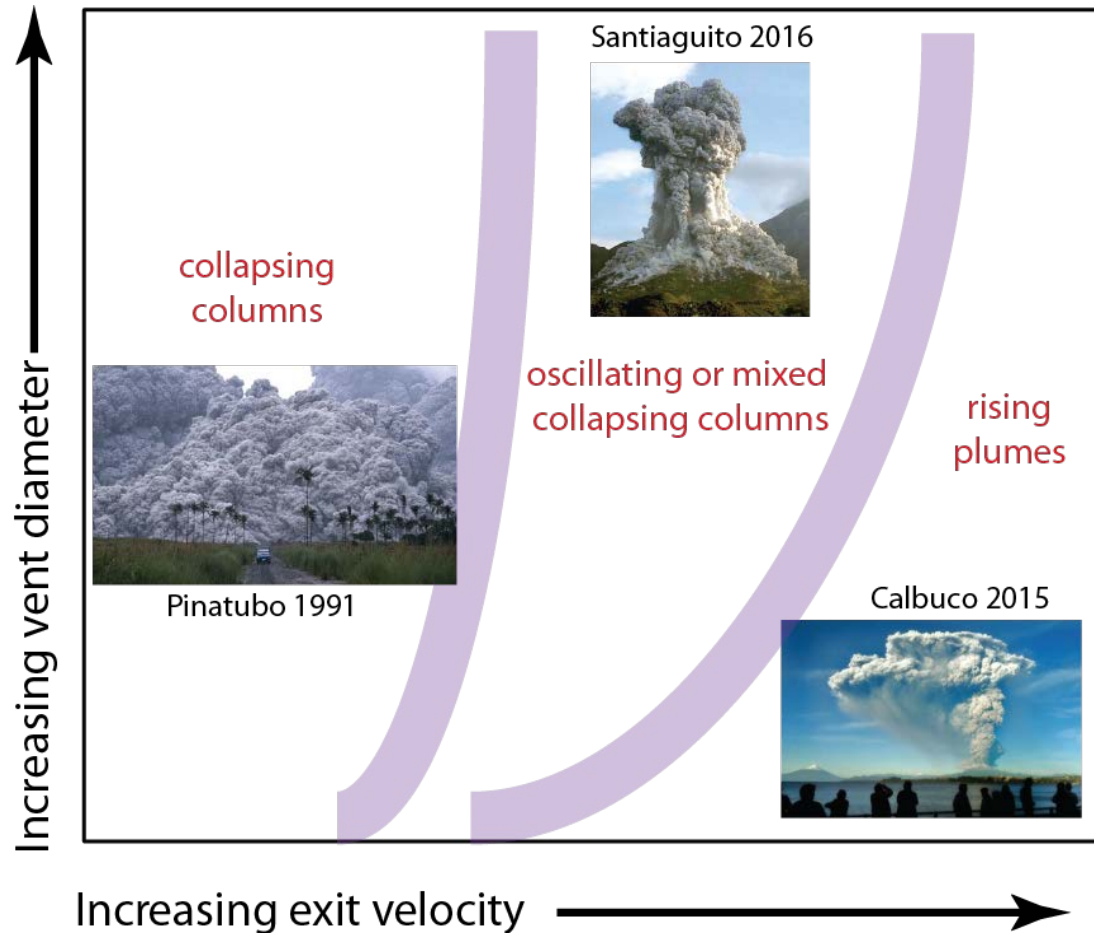 Santiaguito 2016
collapsing
columns
oscillating or mixed
collapsing columns
rising
plumes
Pinatubo 1991
Calbuco 2015
Increasing vent diameter
Increasing exit velocity